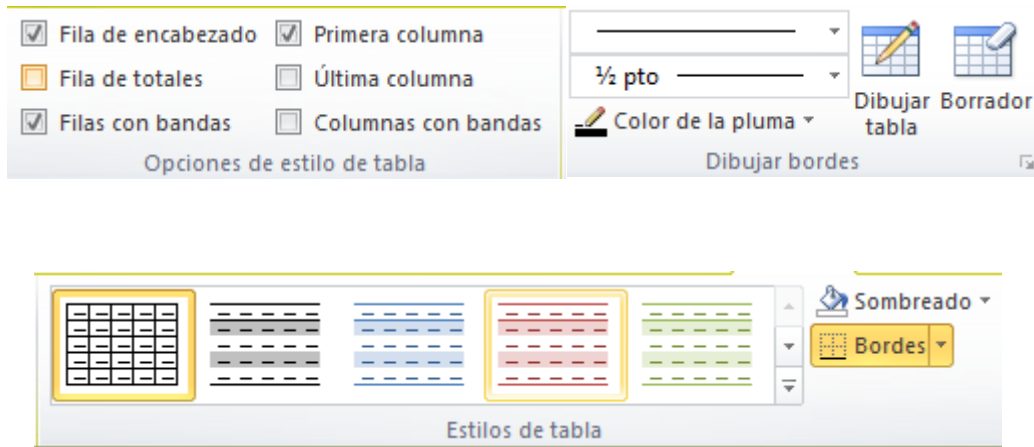 Fila de encabezado Primera columna
Fila de totales Última columna
Filas con bandas Columnas con bandas
Opciones de estilo de tabla
½ pto
Color de la pluma
Dibujar tabla
Borrador
Dibujar bordes
Sombreado
Bordes
Estilos de tabla